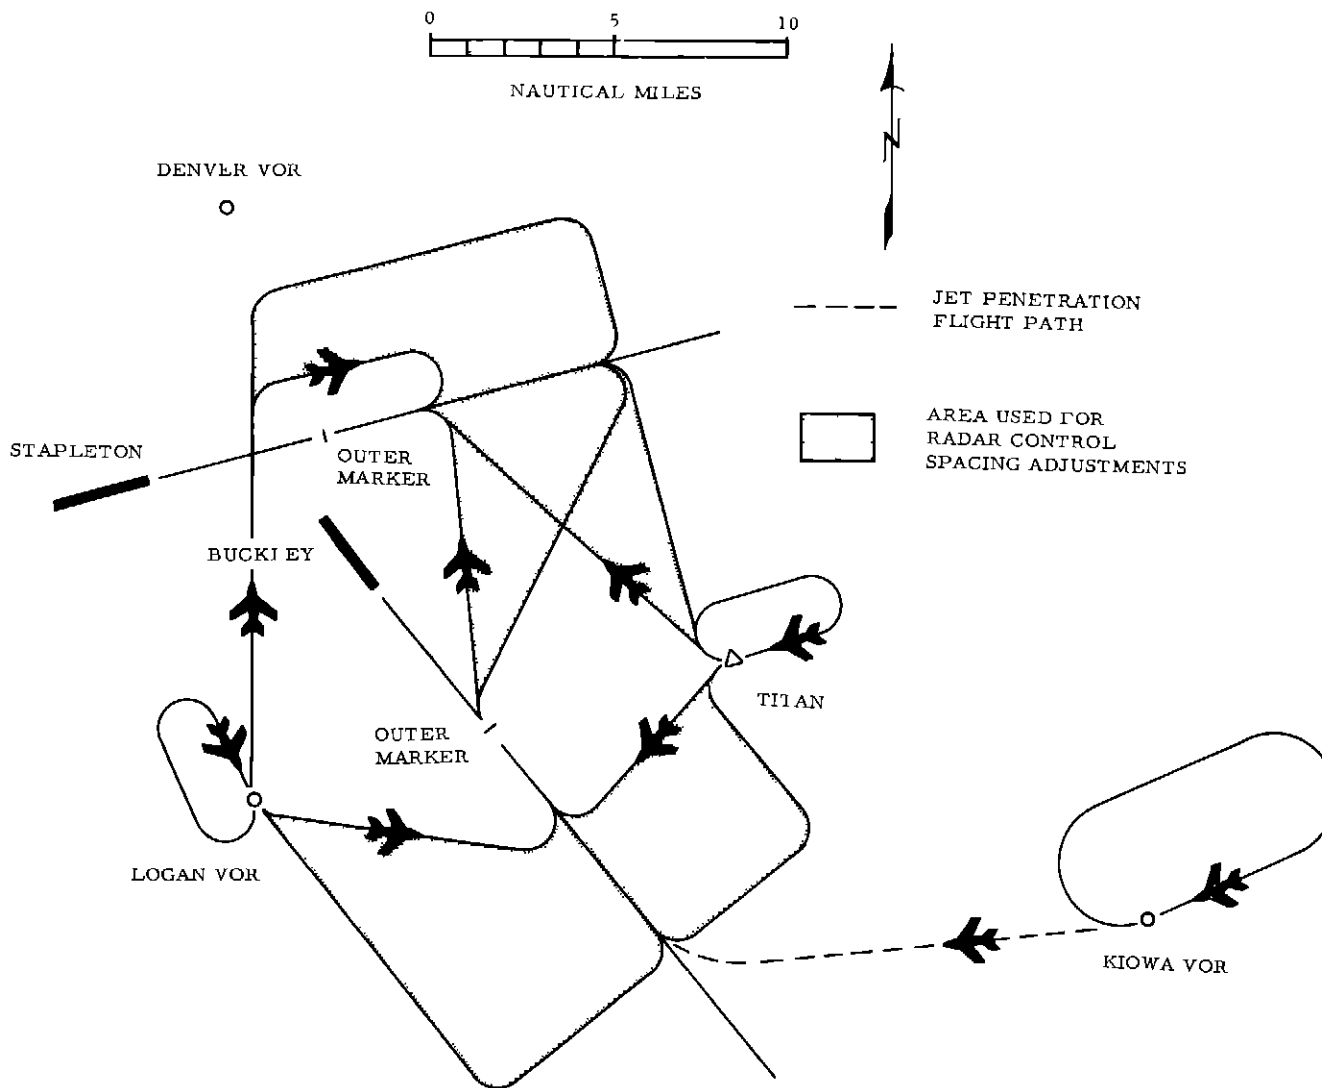 0 5 10
NAUTICAL MILES
N
DENVER VOR
JET PENETRATION
FLIGHT PATH
AREA USED FOR
RADAR CONTROL
SPACING ADJUSTMENTS
STAPLETON
OUTER
MARKER
BUCKLEY
TITAN
OUTER
MARKER
LOGAN VOR
KIOWA VOR